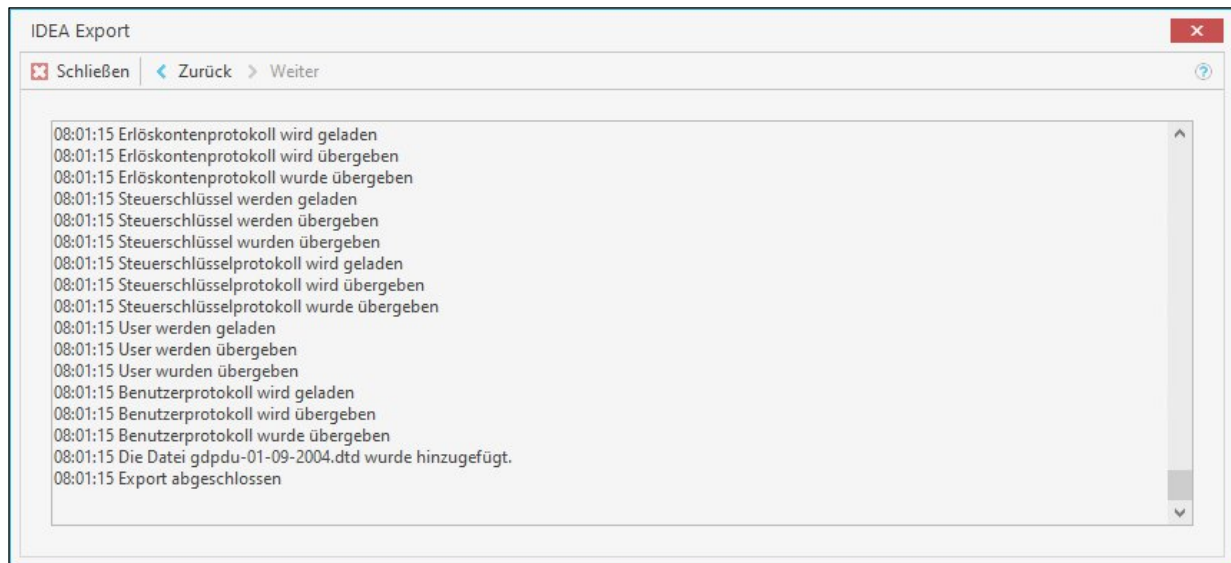 IDEA Export
Schließen Zurück Weiter
08:01:15 Erlöskontenprotokoll wird geladen
08:01:15 Erlöskontenprotokoll wird übergeben
08:01:15 Erlöskontenprotokoll wurde übergeben
08:01:15 Steuerschlüssel werden geladen
08:01:15 Steuerschlüssel werden übergeben
08:01:15 Steuerschlüssel wurden übergeben
08:01:15 Steuerschlüsselprotokoll wird geladen
08:01:15 Steuerschlüsselprotokoll wird übergeben
08:01:15 Steuerschlüsselprotokoll wurde übergeben
08:01:15 User werden geladen
08:01:15 User werden übergeben
08:01:15 User wurden übergeben
08:01:15 Benutzerprotokoll wird geladen
08:01:15 Benutzerprotokoll wird übergeben
08:01:15 Benutzerprotokoll wurde übergeben
08:01:15 Die Datei gdpdu-01-09-2004.dtd wurde hinzugefügt.
08:01:15 Export abgeschlossen